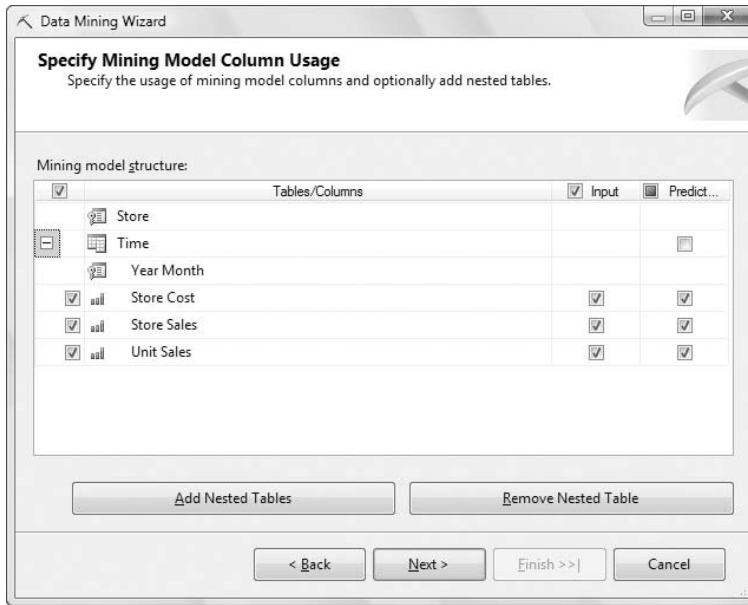 Data Mining Wizard
Specify Mining Model Column Usage
Specify the usage of mining model columns and optionally add nested tables.
Mining model structure:
Tables/Columns Input Predict...
Store
Time
Year Month
Store Cost
Store Sales
Unit Sales
Add Nested Tables Remove Nested Table
< Back Next > Finish >>| Cancel